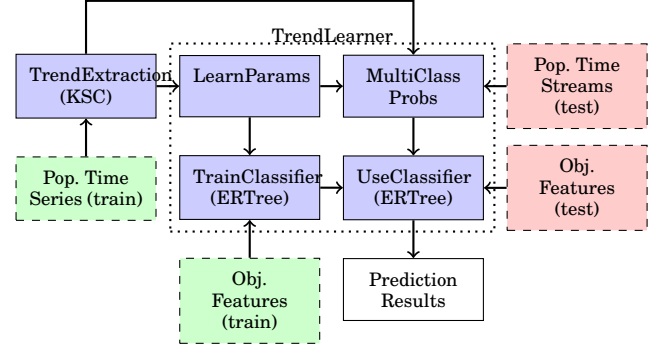 TrendLearner
TrendExtraction
(KSC)
LearnParams
MultiClass
Probs
Pop. Time
Streams
(test)
Pop. Time
Series (train)
TrainClassifier
(ERTree)
UseClassifier
(ERTree)
Obj.
Features
(test)
Obj.
Features
(train)
Prediction
Results